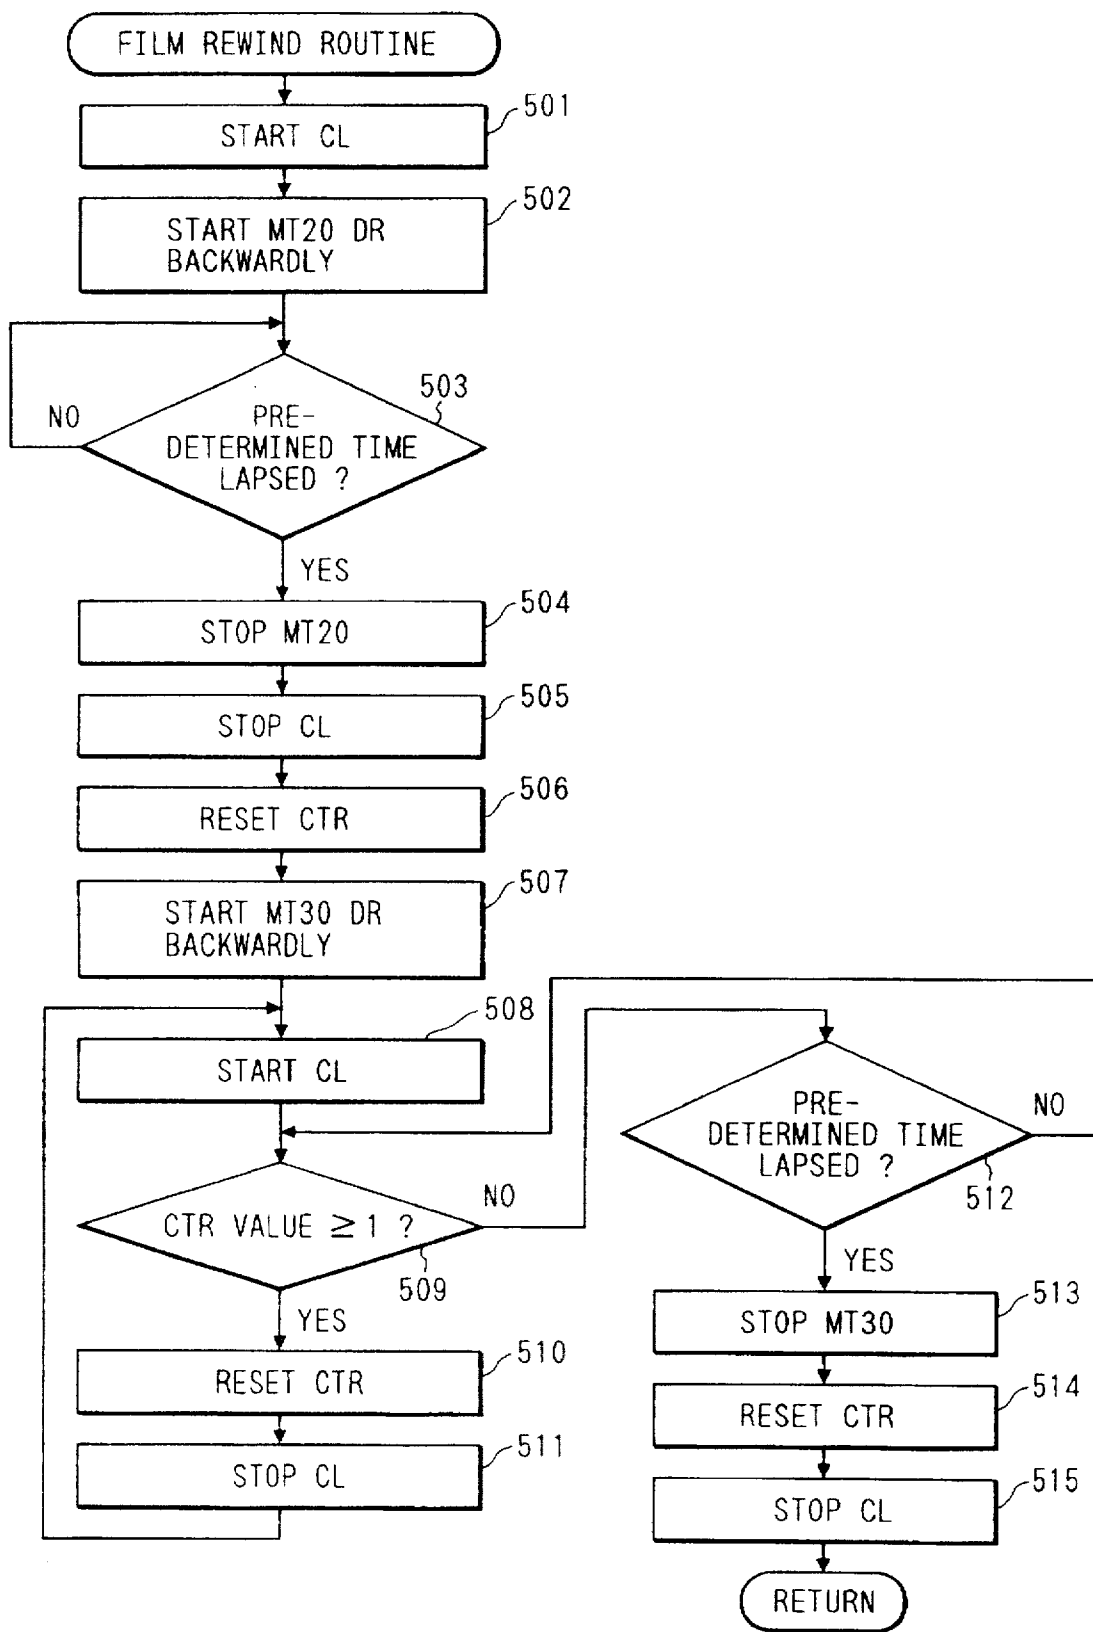 FILM REWIND ROUTINE
501
START CL
502
START MT20 DR
BACKWARDLY
503
NO
PRE-
DETERMINED TIME
LAPSED ?
YES
504
STOP MT20
505
STOP CL
506
RESET CTR
507
START MT30 DR
BACKWARDLY
508
START CL
CTR VALUE ≧ 1 ?
NO
509
YES
510
RESET CTR
511
STOP CL
PRE-
DETERMINED TIME
LAPSED ?
NO
512
YES
513
STOP MT30
514
RESET CTR
515
STOP CL
RETURN